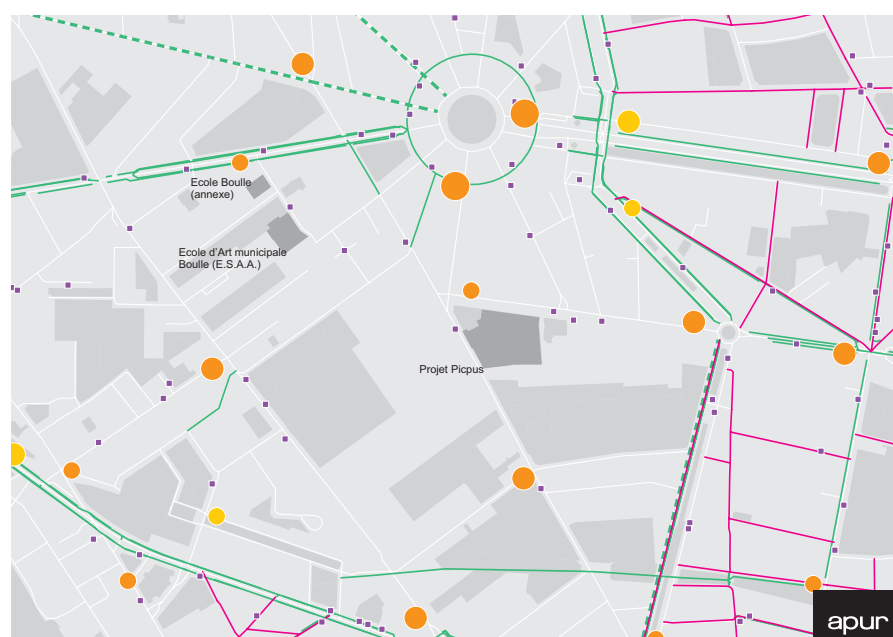 Ecole Boulle
(annexe)
Ecole d'Art municipale
Boulle (E.S.A.A.)
Projet Picpus
apur